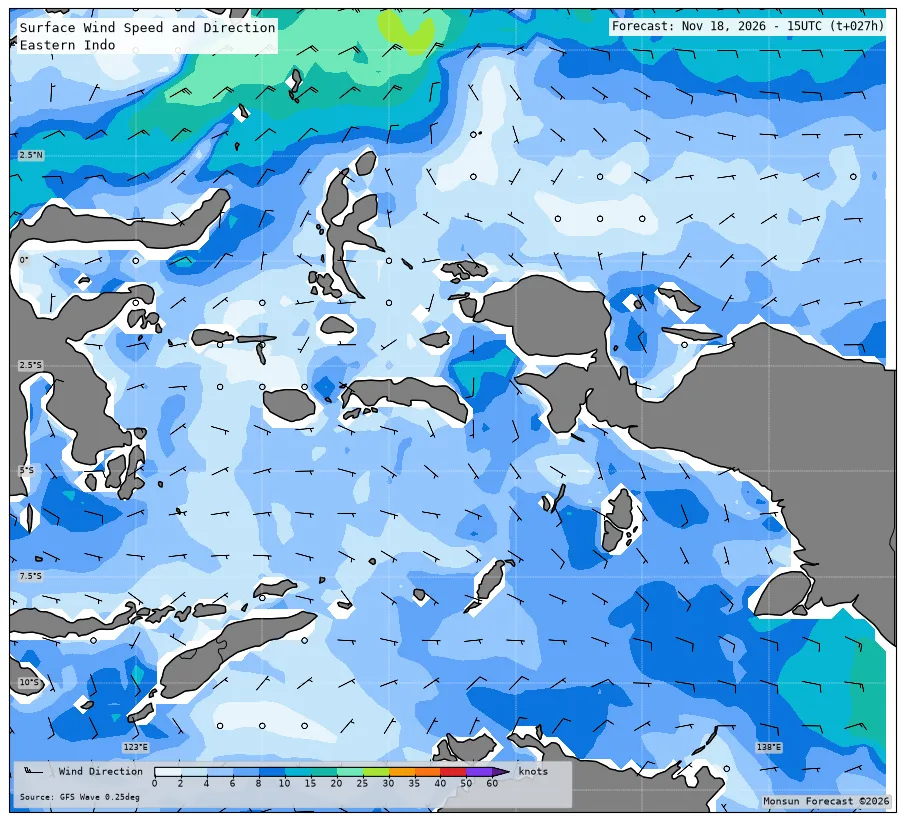 Surface Wind Speed and Direction
Eastern Indo
Forecast: Nov 18, 2026 - 15UTC (t+027h)
2.5°N
0°
2.5°S
5°S
7.5°S
10°S
123°E
138°E
Wind Direction
knots
0 2 4 6 8 10 15 20 25 30 35 40 50 60
Source: GFS Wave 0.25deg
Monsun Forecast ©2026